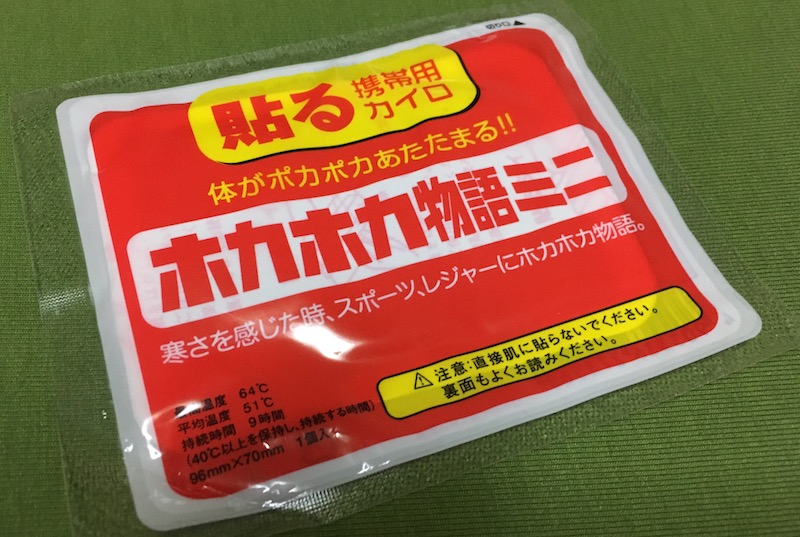 切り口▲
貼る 携帯用
カイロ
体がポカポカあたたまる!!
ホカホカ物語ミニ
寒さを感じた時、スポーツ、レジャーにホカホカ物語。
⚠注意:直接肌に貼らないでください。
裏面もよくお読みください。
最高温度 64℃
平均温度 51℃
持続時間 9時間
(40℃以上を保持し、持続する時間)
96mm×70mm 1個入